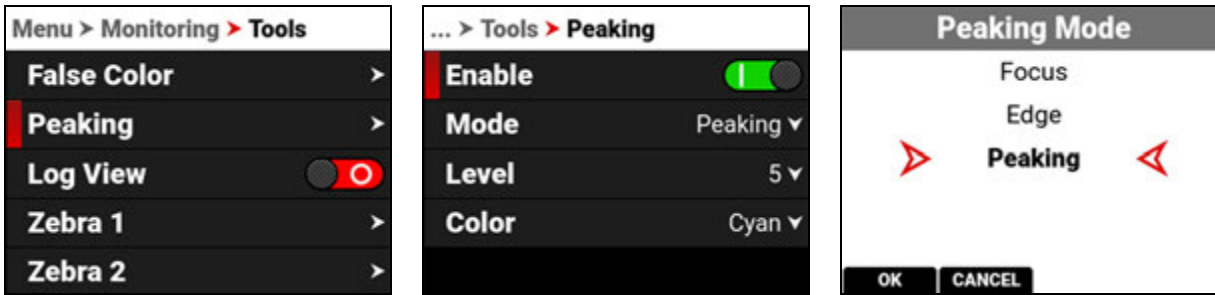 Menu > Monitoring > Tools
False Color >
Peaking >
Log View
Zebra 1 >
Zebra 2 >
... > Tools > Peaking
Enable
Mode Peaking
Level 5
Color Cyan
Peaking Mode
Focus
Edge
Peaking
OK CANCEL